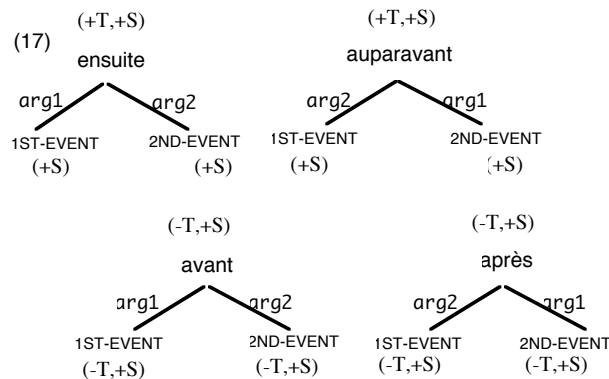 (+T,+S) (+T,+S)
(17)
ensuite auparavant
arg1 arg2 arg2 arg1
1ST-EVENT 2ND-EVENT 1ST-EVENT 2ND-EVENT
(+S) (+S) (+S) (+S)
(-T,+S) (-T,+S)
avant après
arg1 arg2 arg2 arg1
1ST-EVENT 2ND-EVENT 1ST-EVENT 2ND-EVENT
(-T,+S) (-T,+S) (-T,+S) (-T,+S)